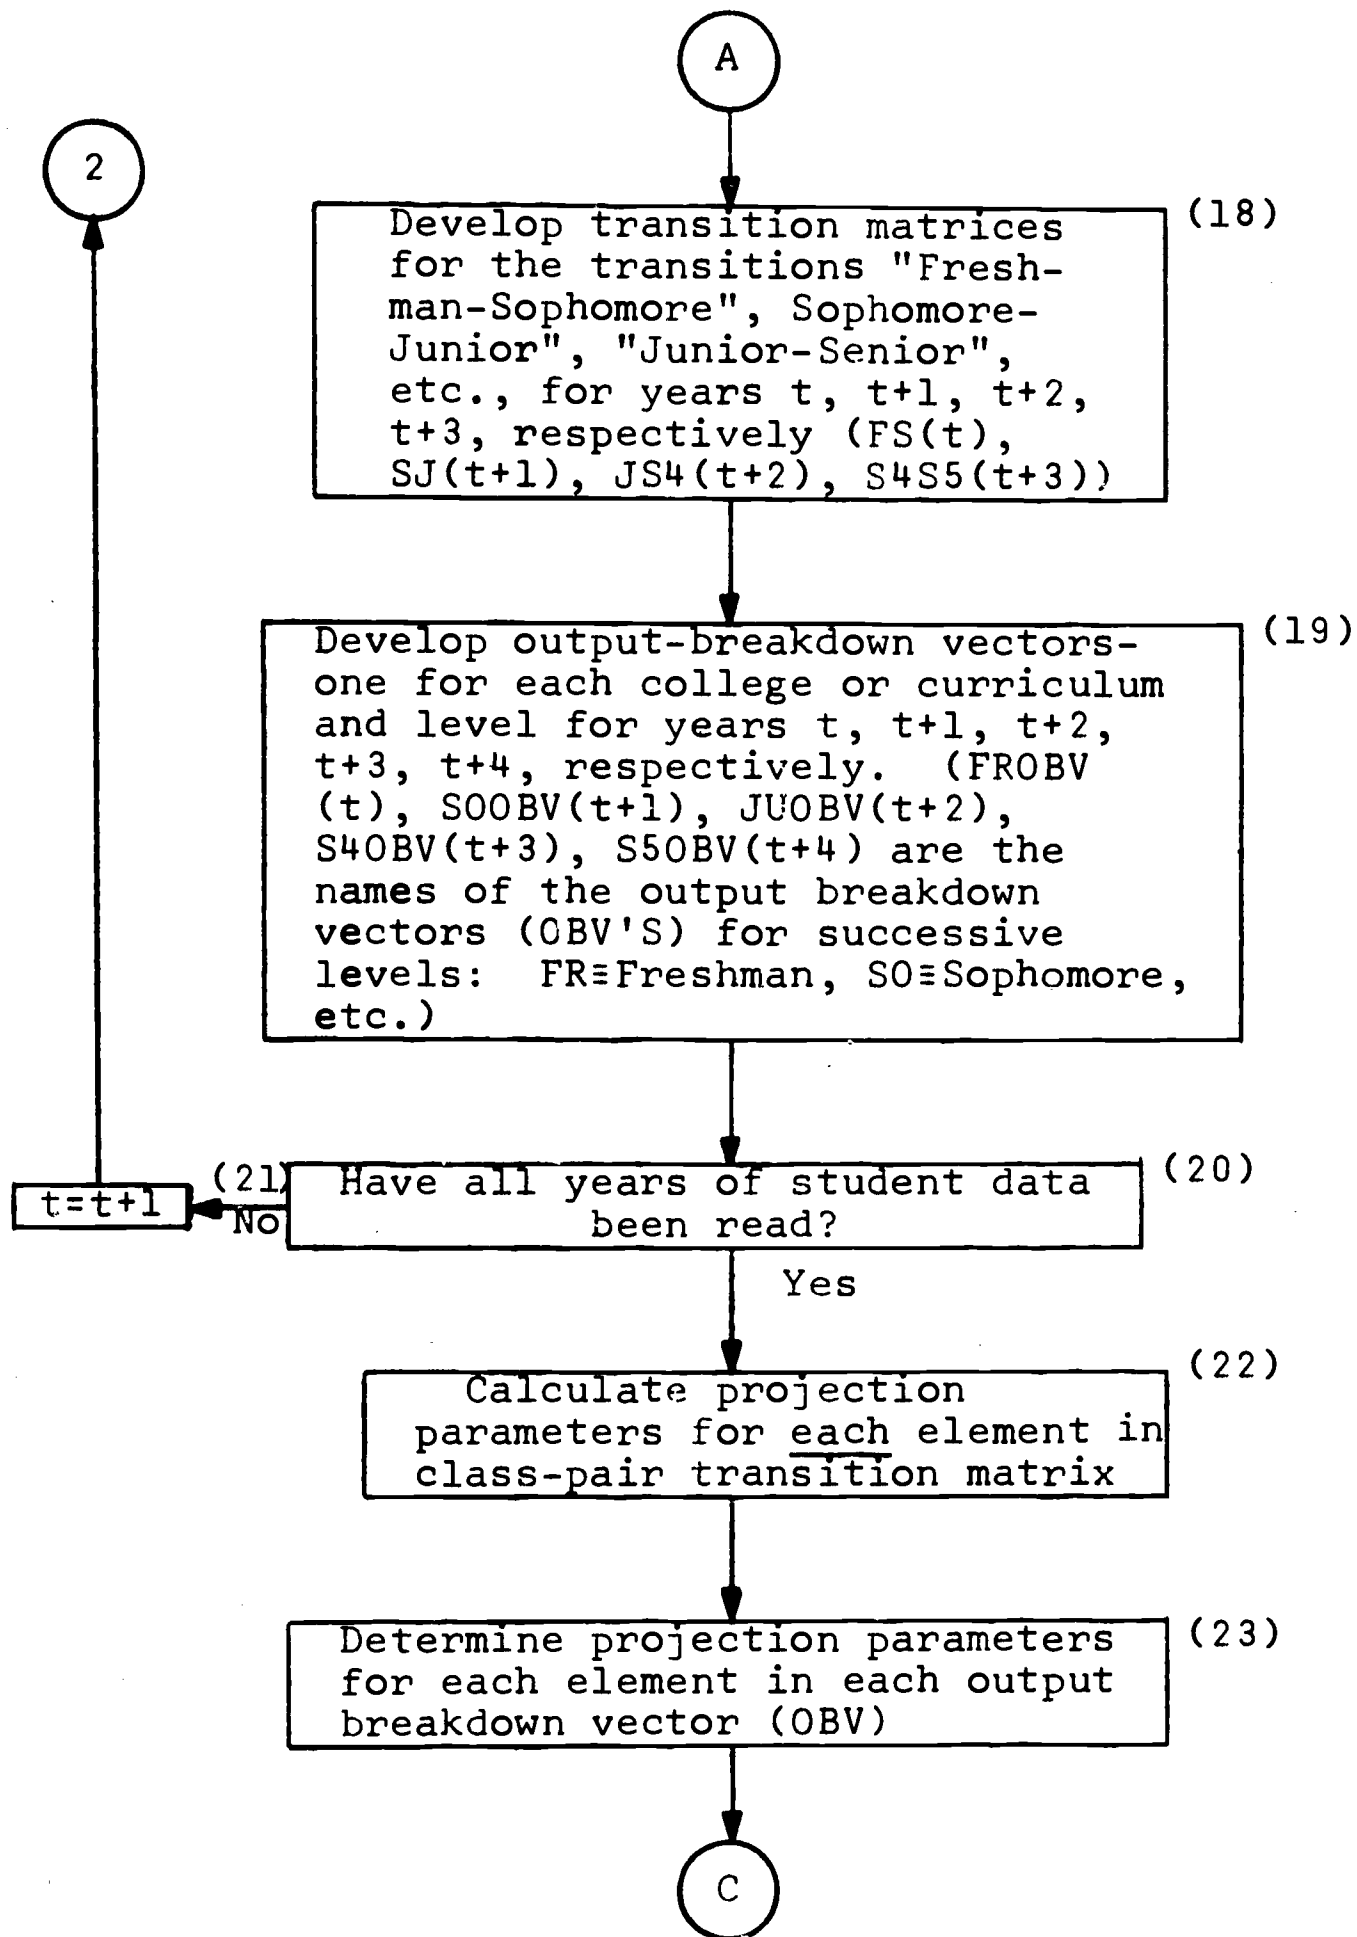 A
2
(18)
Develop transition matrices
for the transitions "Fresh-
man-Sophomore", Sophomore-
Junior", "Junior-Senior",
etc., for years t, t+1, t+2,
t+3, respectively (FS(t),
SJ(t+1), JS4(t+2), S4S5(t+3))
(19)
Develop output-breakdown vectors-
one for each college or curriculum
and level for years t, t+1, t+2,
t+3, t+4, respectively. (FROBV
(t), SOOBV(t+1), JUOBV(t+2),
S4OBV(t+3), S5OBV(t+4) are the
names of the output breakdown
vectors (OBV'S) for successive
levels: FR≡Freshman, SO≡Sophomore,
etc.)
(20)
Have all years of student data
been read?
(21)
No
t=t+1
Yes
(22)
Calculate projection
parameters for each element in
class-pair transition matrix
(23)
Determine projection parameters
for each element in each output
breakdown vector (OBV)
C